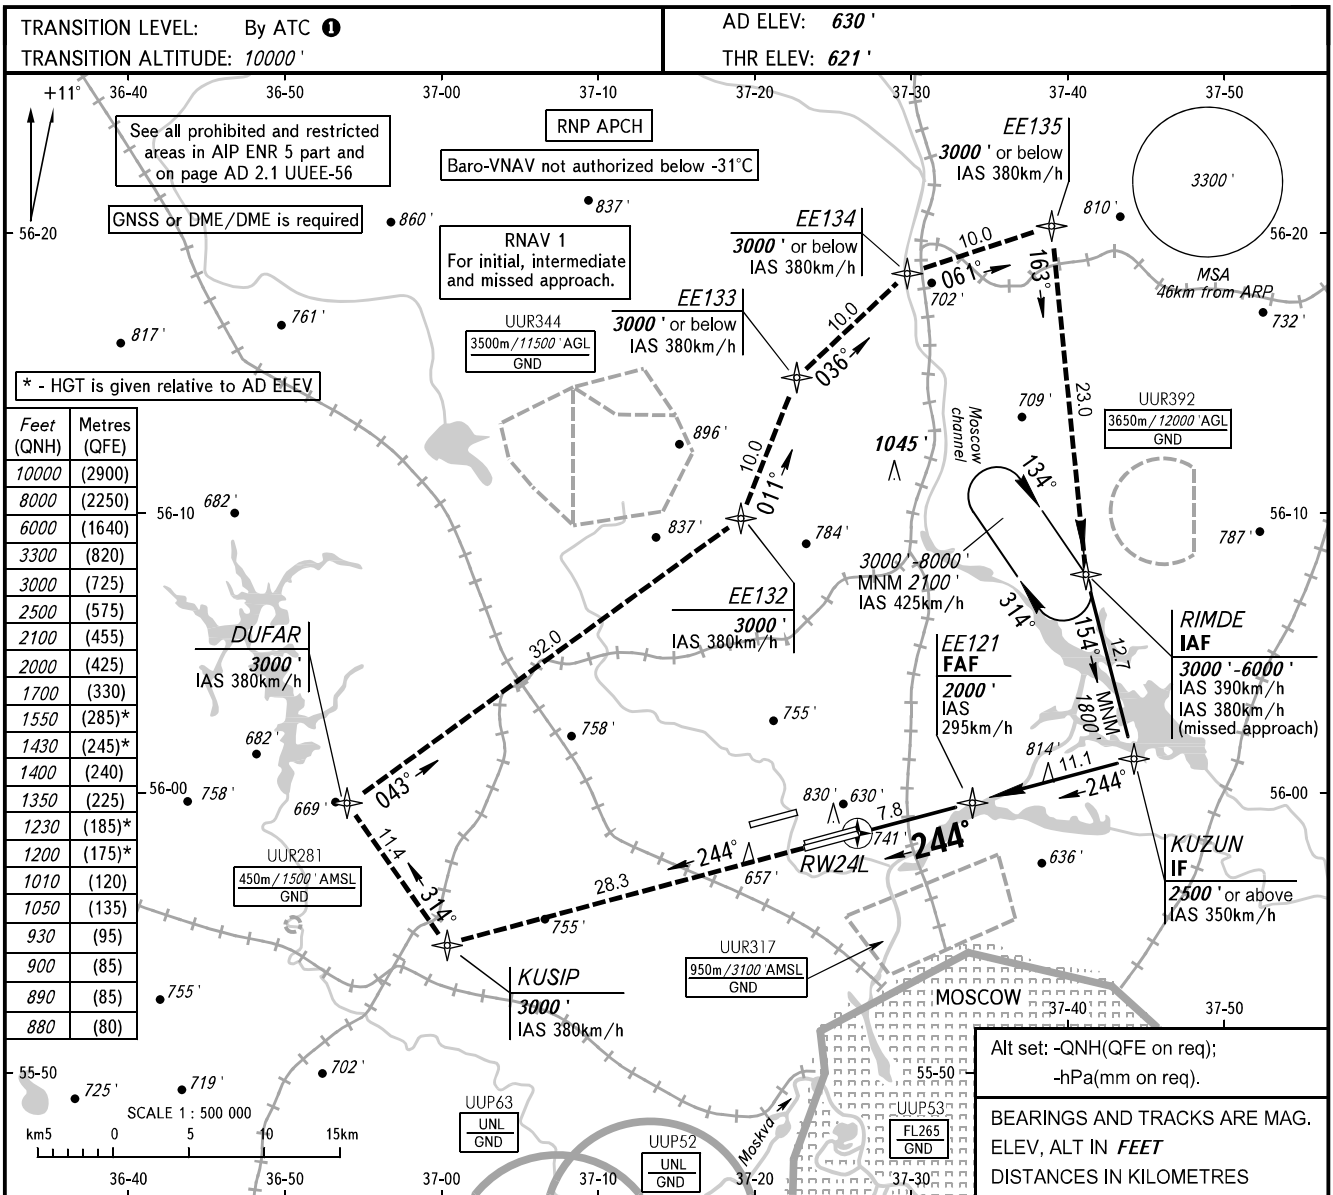 TRANSITION LEVEL: By ATC ❶
TRANSITION ALTITUDE: 10000 '
AD ELEV: 630 '
THR ELEV: 621 '
+11°
36-40
36-50
37-00
37-10
37-20
37-30
37-40
37-50
See all prohibited and restricted
areas in AIP ENR 5 part and
on page AD 2.1 UUEE-56
RNP APCH
Baro-VNAV not authorized below -31°C
GNSS or DME/DME is required
RNAV 1
For initial, intermediate
and missed approach.
56-20
860 '
837 '
EE135
3000 ' or below
IAS 380km/h
810 '
3300 '
MSA
46km from ARP
56-20
EE134
3000 ' or below
IAS 380km/h
10.0
061°
702 '
163°
732 '
EE133
3000 ' or below
IAS 380km/h
10.0
036°
UUR344
3500m/11500 'AGL
GND
817 '
761 '
* - HGT is given relative to AD ELEV
Feet (QNH) Metres (QFE)
10000 (2900)
8000 (2250)
6000 (1640)
3300 (820)
3000 (725)
2500 (575)
2100 (455)
2000 (425)
1700 (330)
1550 (285)*
1430 (245)*
1400 (240)
1350 (225)
1230 (185)*
1200 (175)*
1010 (120)
1050 (135)
930 (95)
900 (85)
890 (85)
880 (80)
23.0
709 '
UUR392
3650m/12000 'AGL
GND
Moscow
channel
896 '
1045 '
10.0
011°
134°
682 '
56-10
56-10
837 '
784 '
787 '
3000 '-8000 '
MNM 2100 '
IAS 425km/h
314°
EE132
3000 '
IAS 380km/h
DUFAR
3000 '
IAS 380km/h
32.0
EE121
FAF
2000 '
IAS
295km/h
154°
12.7
MNM
1800 '
RIMDE
IAF
3000 '-6000 '
IAS 390km/h
IAS 380km/h
(missed approach)
682 '
758 '
755 '
814 '
11.1
244°
56-00
758 '
669 '
043°
830 '
630 '
7.8
56-00
741 '
244°
RW24L
11.4
314°
UUR281
450m/1500 'AMSL
GND
244°
657 '
28.3
755 '
636 '
KUZUN
IF
2500 ' or above
IAS 350km/h
UUR317
950m/3100 'AMSL
GND
KUSIP
3000 '
IAS 380km/h
755 '
MOSCOW
37-40
37-50
55-50
702 '
725 '
719 '
55-50
SCALE 1 : 500 000
km5 0 5 10 15km
UUP63
UNL
GND
UUP52
UNL
GND
Moskva
UUP53
FL265
GND
Alt set: -QNH(QFE on req);
-hPa(mm on req).
BEARINGS AND TRACKS ARE MAG.
ELEV, ALT IN FEET
DISTANCES IN KILOMETRES
36-40
36-50
37-00
37-10
37-20
37-30